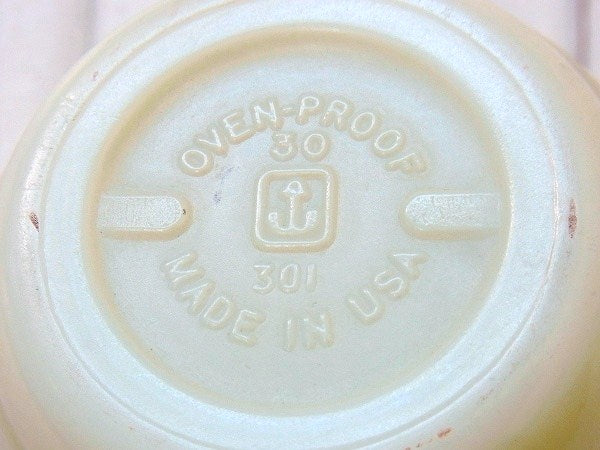 OVEN-PROOF
30
301
MADE IN USA